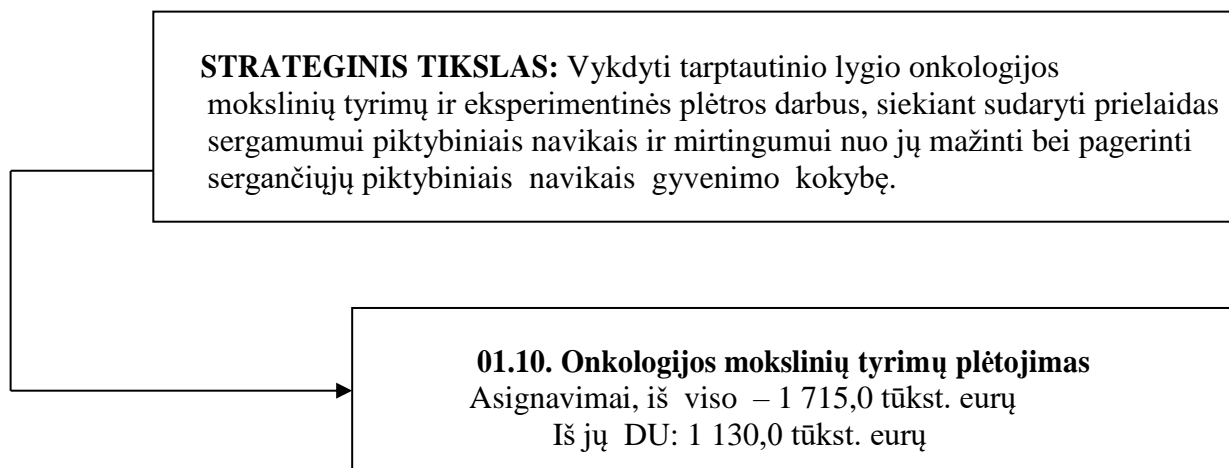 STRATEGINIS TIKSLAS: Vykdyti tarptautinio lygio onkologijos
mokslinių tyrimų ir eksperimentinės plėtros darbus, siekiant sudaryti prielaidas
sergamumui piktybiniais navikais ir mirtingumui nuo jų mažinti bei pagerinti
sergančiųjų piktybiniais navikais gyvenimo kokybę.
01.10. Onkologijos mokslinių tyrimų plėtojimas
Asignavimai, iš viso – 1 715,0 tūkst. eurų
Iš jų DU: 1 130,0 tūkst. eurų